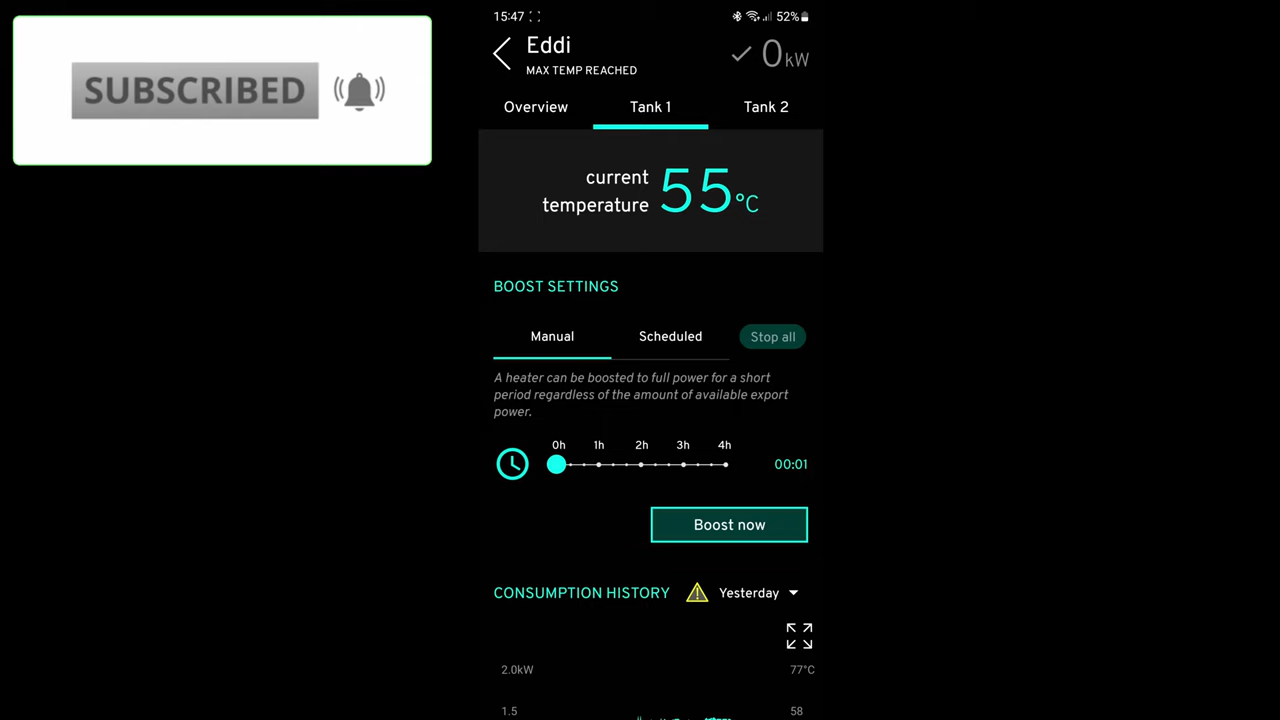 SUBSCRIBED
15:47
52%
Eddi
MAX TEMP REACHED
0kW
Overview
Tank 1
Tank 2
current
temperature
55°C
BOOST SETTINGS
Manual
Scheduled
Stop all
A heater can be boosted to full power for a short
period regardless of the amount of available export
power.
0h
1h
2h
3h
4h
00:01
Boost now
CONSUMPTION HISTORY
Yesterday
2.0kW
77°C
1.5
58